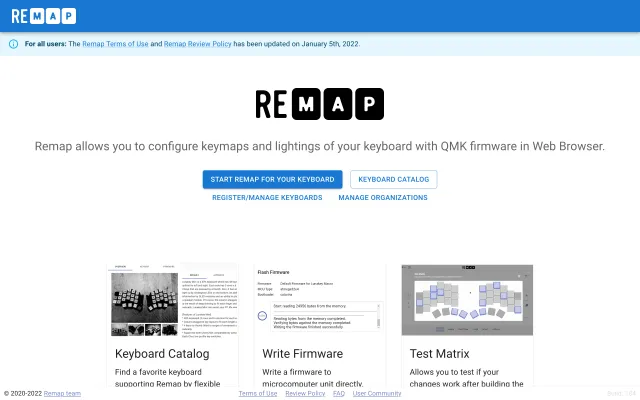 REMAP
For all users: The Remap Terms of Use and Remap Review Policy has been updated on January 5th, 2022.
REMAP
Remap allows you to configure keymaps and lightings of your keyboard with QMK firmware in Web Browser.
START REMAP FOR YOUR KEYBOARD
KEYBOARD CATALOG
REGISTER/MANAGE KEYBOARDS
MANAGE ORGANIZATIONS
Flash Firmware
Keyboard Catalog
Find a favorite keyboard
supporting Remap by flexible
Write Firmware
Write a firmware to
microcomputer unit directly.
Test Matrix
Allows you to test if your
changes work after building the
© 2020-2022 Remap team
Terms of Use
Review Policy
FAQ
User Community